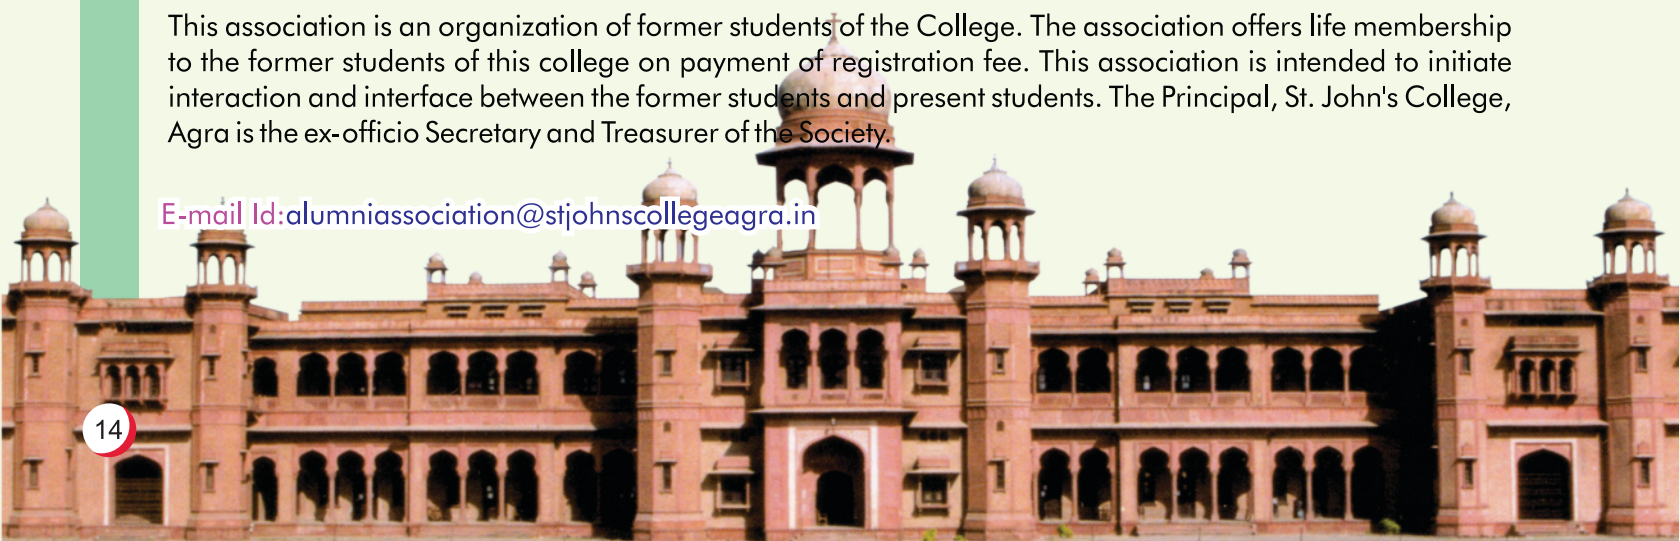 This association is an organization of former students of the College. The association offers life membership
to the former students of this college on payment of registration fee. This association is intended to initiate
interaction and interface between the former students and present students. The Principal, St. John's College,
Agra is the ex-officio Secretary and Treasurer of the Society.
E-mail Id:alumniassociation@stjohnscollegeagra.in
14